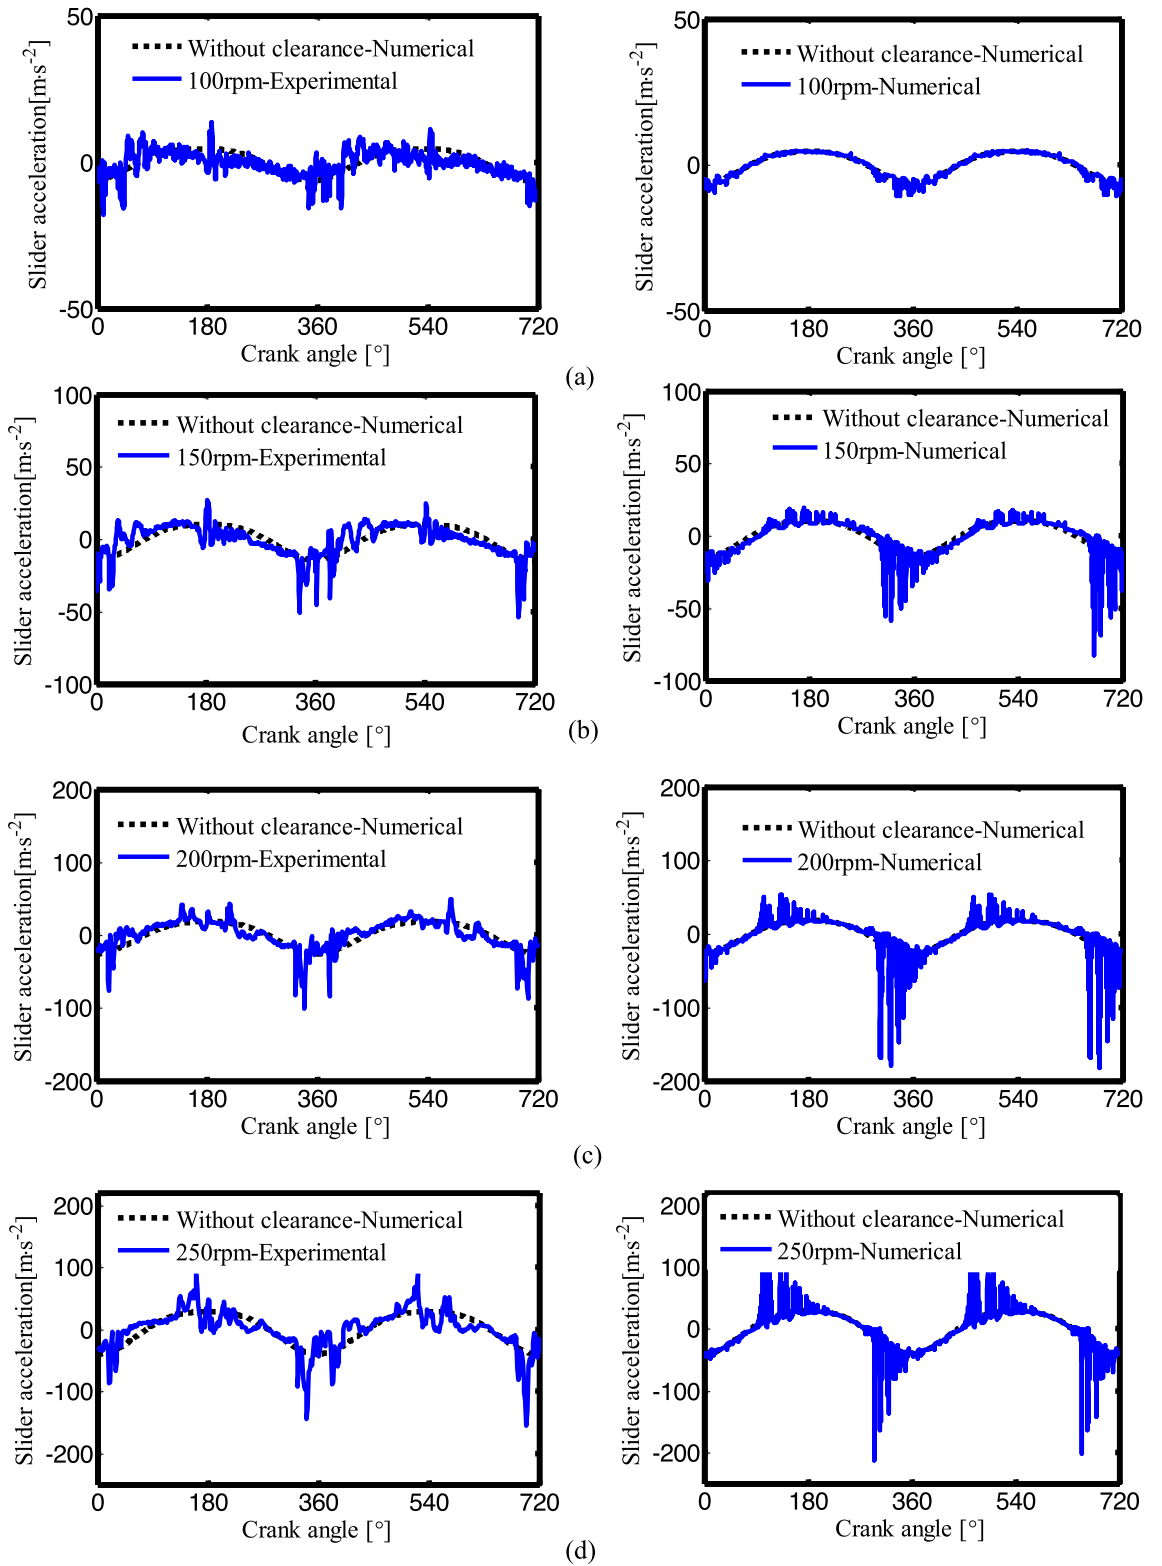 50
0
-50
Slider acceleration[m·s-2]
Without clearance-Numerical
100rpm-Experimental
0 180 360 540 720
Crank angle [°]
50
0
-50
Slider acceleration[m·s-2]
Without clearance-Numerical
100rpm-Numerical
0 180 360 540 720
Crank angle [°]
(a)
100
50
0
-50
-100
Slider acceleration[m·s-2]
Without clearance-Numerical
150rpm-Experimental
0 180 360 540 720
Crank angle [°]
100
50
0
-50
-100
Slider acceleration[m·s-2]
Without clearance-Numerical
150rpm-Numerical
0 180 360 540 720
Crank angle [°]
(b)
200
100
0
-100
-200
Slider acceleration[m·s-2]
Without clearance-Numerical
200rpm-Experimental
0 180 360 540 720
Crank angle [°]
200
100
0
-100
-200
Slider acceleration[m·s-2]
Without clearance-Numerical
200rpm-Numerical
0 180 360 540 720
Crank angle [°]
(c)
200
100
0
-100
-200
Slider acceleration[m·s-2]
Without clearance-Numerical
250rpm-Experimental
0 180 360 540 720
Crank angle [°]
200
100
0
-100
-200
Slider acceleration[m·s-2]
Without clearance-Numerical
250rpm-Numerical
0 180 360 540 720
Crank angle [°]
(d)